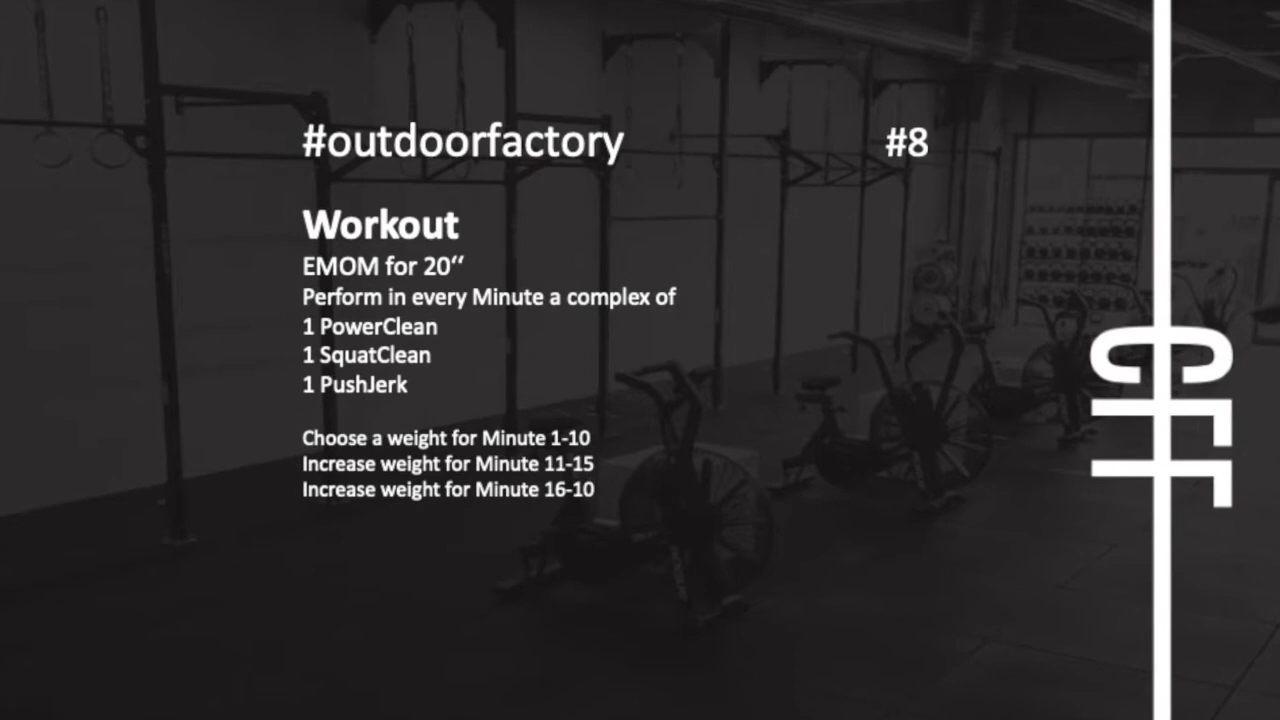 #outdoorfactory #8
Workout
EMOM for 20“
Perform in every Minute a complex of
1 PowerClean
1 SquatClean
1 PushJerk
Choose a weight for Minute 1-10
Increase weight for Minute 11-15
Increase weight for Minute 16-10
CFF